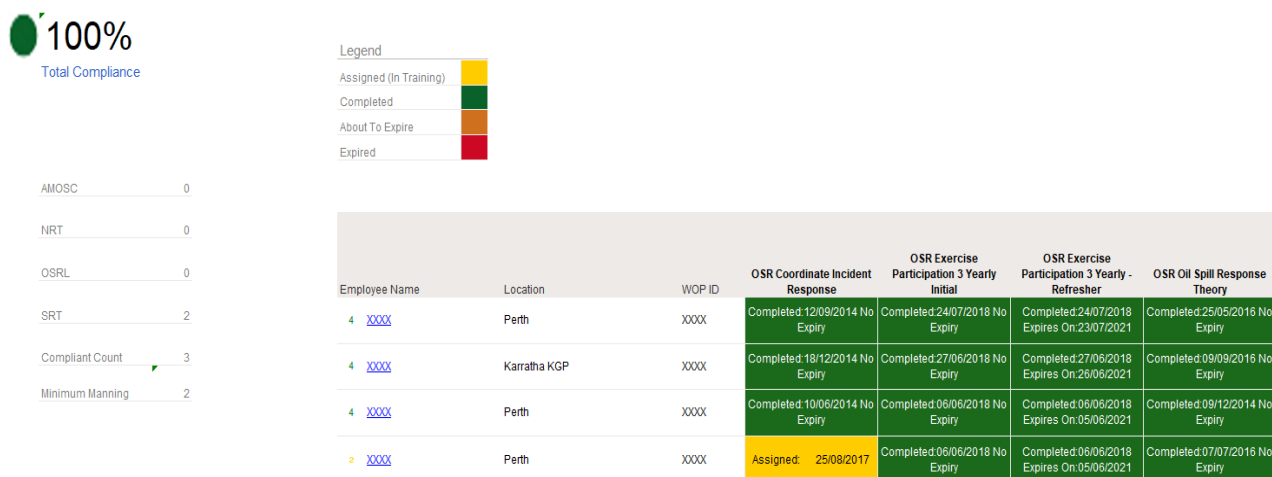 100%
Total Compliance
Legend
Assigned (In Training)
Completed
About To Expire
Expired
AMOSC 0
NRT 0
OSRL 0
SRT 2
Compliant Count 3
Minimum Manning 2
Employee Name Location WOP ID OSR Coordinate Incident Response OSR Exercise Participation 3 Yearly Initial OSR Exercise Participation 3 Yearly - Refresher OSR Oil Spill Response Theory
4 XXXX Perth XXXX Completed:12/09/2014 No Expiry Completed:24/07/2018 No Expiry Completed:24/07/2018 Expires On:23/07/2021 Completed:25/05/2016 No Expiry
4 XXXX Karratha KGP XXXX Completed:18/12/2014 No Expiry Completed:27/06/2018 No Expiry Completed:27/06/2018 Expires On:26/06/2021 Completed:09/09/2016 No Expiry
4 XXXX Perth XXXX Completed:10/06/2014 No Expiry Completed:06/06/2018 No Expiry Completed:06/06/2018 Expires On:05/06/2021 Completed:09/12/2014 No Expiry
2 XXXX Perth XXXX Assigned: 25/08/2017 Completed:06/06/2018 No Expiry Completed:06/06/2018 Expires On:05/06/2021 Completed:07/07/2016 No Expiry